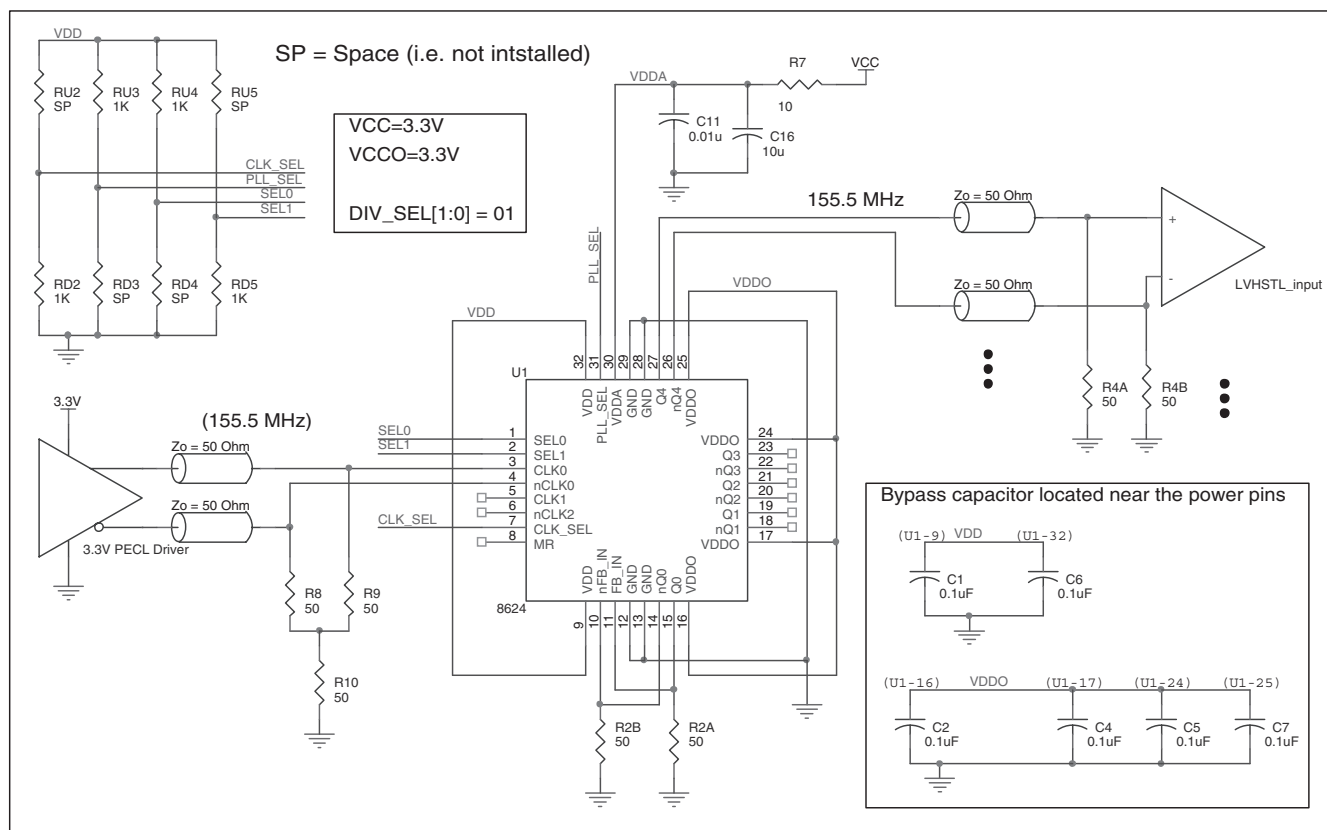 VDD
SP = Space (i.e. not intstalled)
RU2
SP
RU3
1K
RU4
1K
RU5
SP
CLK_SEL
PLL_SEL
SEL0
SEL1
RD2
1K
RD3
SP
RD4
SP
RD5
1K
VCC=3.3V
VCCO=3.3V
DIV_SEL[1:0] = 01
VDDA
R7
10
VCC
C11
0.01u
C16
10u
155.5 MHz
Zo = 50 Ohm
Zo = 50 Ohm
+
-
LVHSTL_input
R4A
50
R4B
50
PLL_SEL
VDD
VDDO
3.3V
(155.5 MHz)
Zo = 50 Ohm
Zo = 50 Ohm
3.3V PECL Driver
R8
50
R9
50
R10
50
SEL0
SEL1
CLK_SEL
U1
8624
32
31
30
29
28
27
26
25
VDD
PLL_SEL
VDDA
GND
GND
Q4
nQ4
VDDO
1
2
3
4
5
6
7
8
SEL0
SEL1
CLK0
nCLK0
CLK1
nCLK2
CLK_SEL
MR
VDDO
Q3
nQ3
Q2
nQ2
Q1
nQ1
VDDO
24
23
22
21
20
19
18
17
VDD
nFB_IN
FB_IN
GND
GND
nQ0
Q0
VDDO
9
10
11
12
13
14
15
16
R2B
50
R2A
50
Bypass capacitor located near the power pins
(U1-9)
VDD
(U1-32)
C1
0.1uF
C6
0.1uF
(U1-16)
VDDO
(U1-17)
(U1-24)
(U1-25)
C2
0.1uF
C4
0.1uF
C5
0.1uF
C7
0.1uF